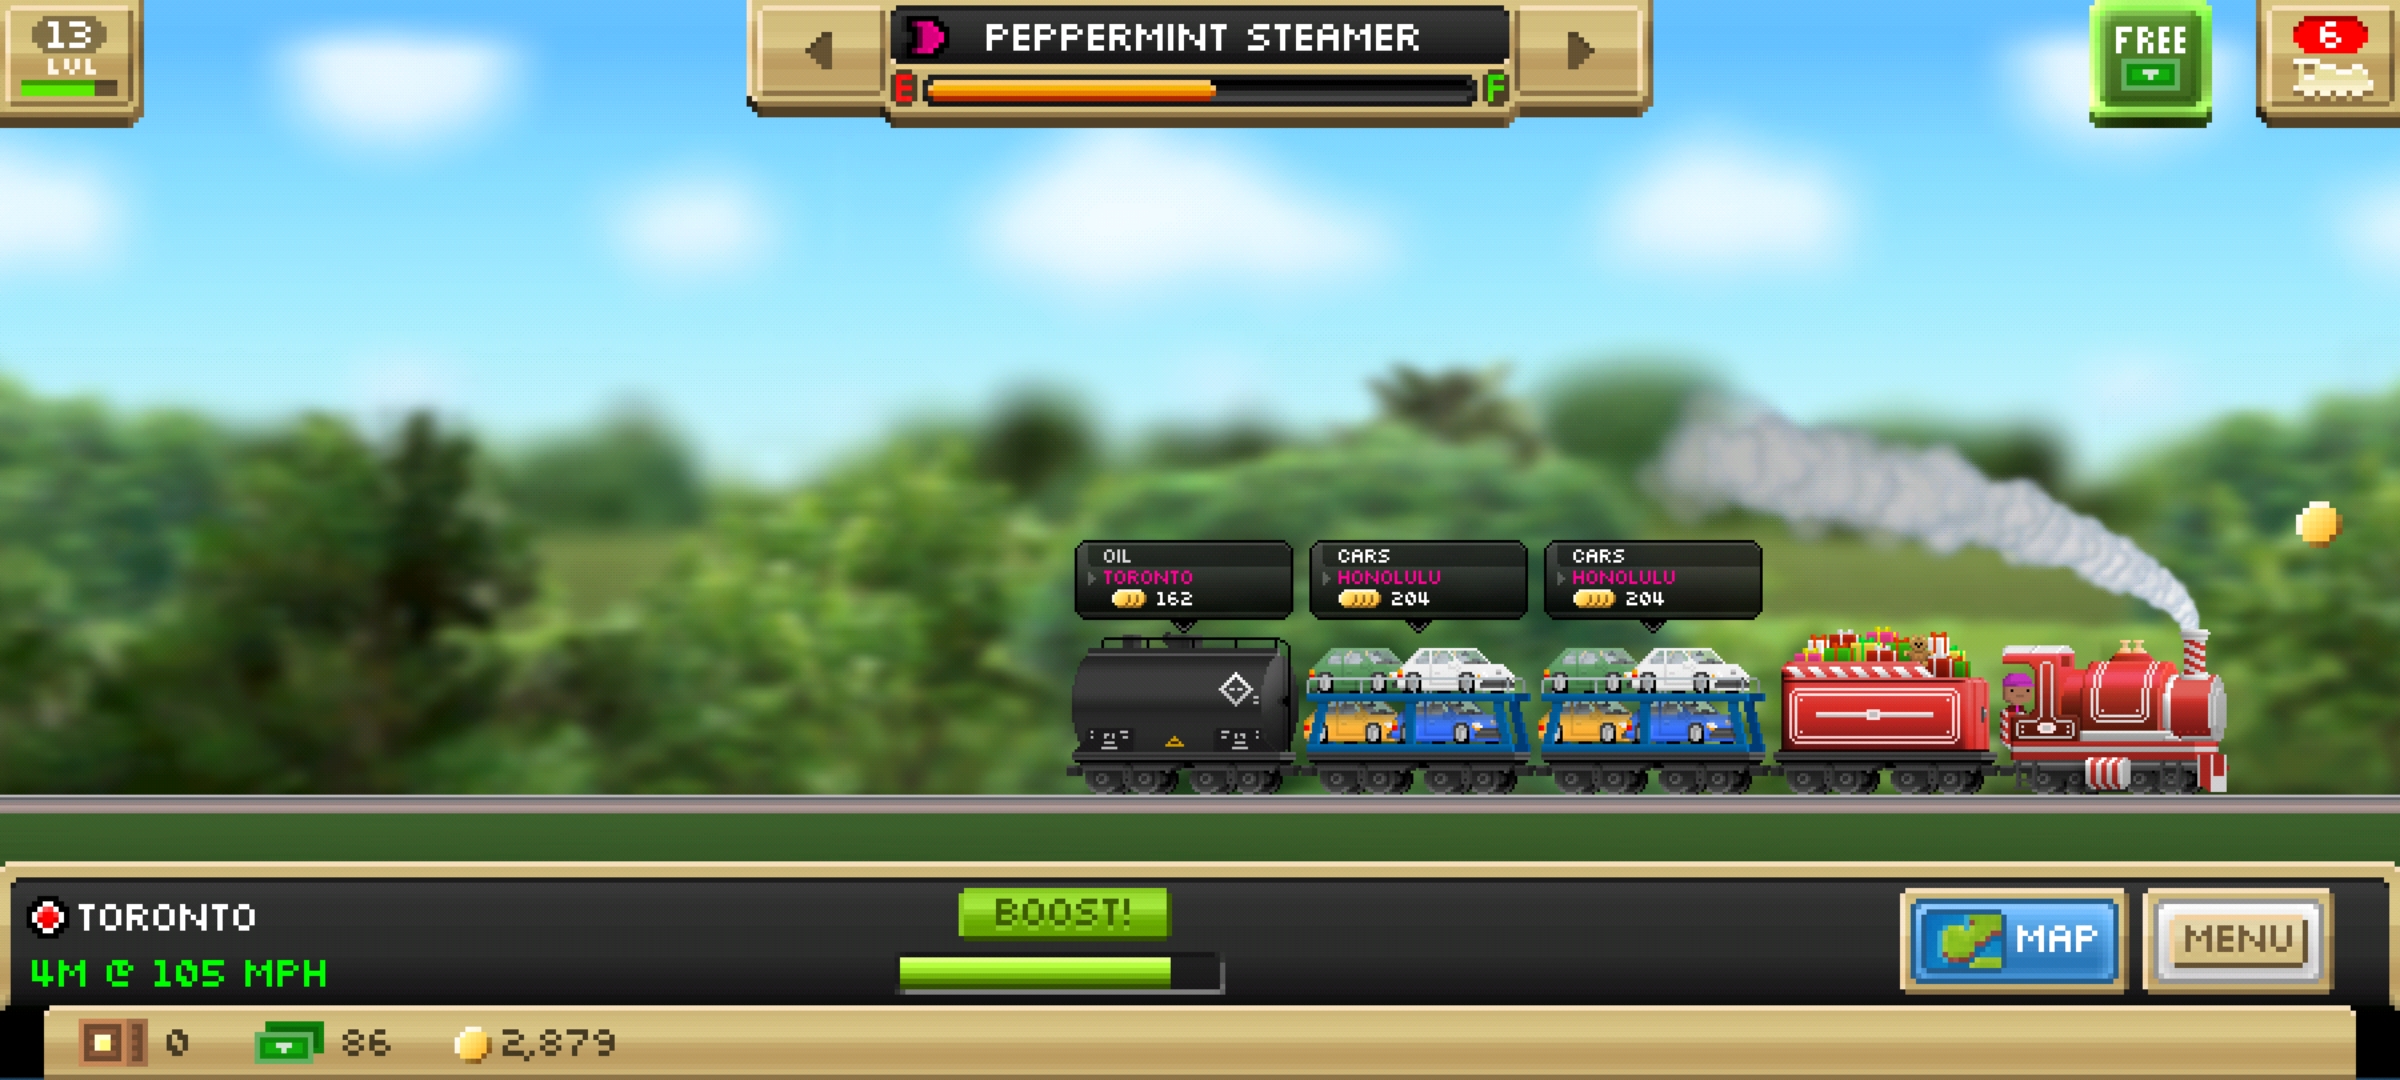 13
LVL
PEPPERMINT STEAMER
E F
FREE
6
OIL
TORONTO
162
CARS
HONOLULU
204
CARS
HONOLULU
204
TORONTO
4M @ 105 MPH
BOOST!
MAP
MENU
0
86
2,879